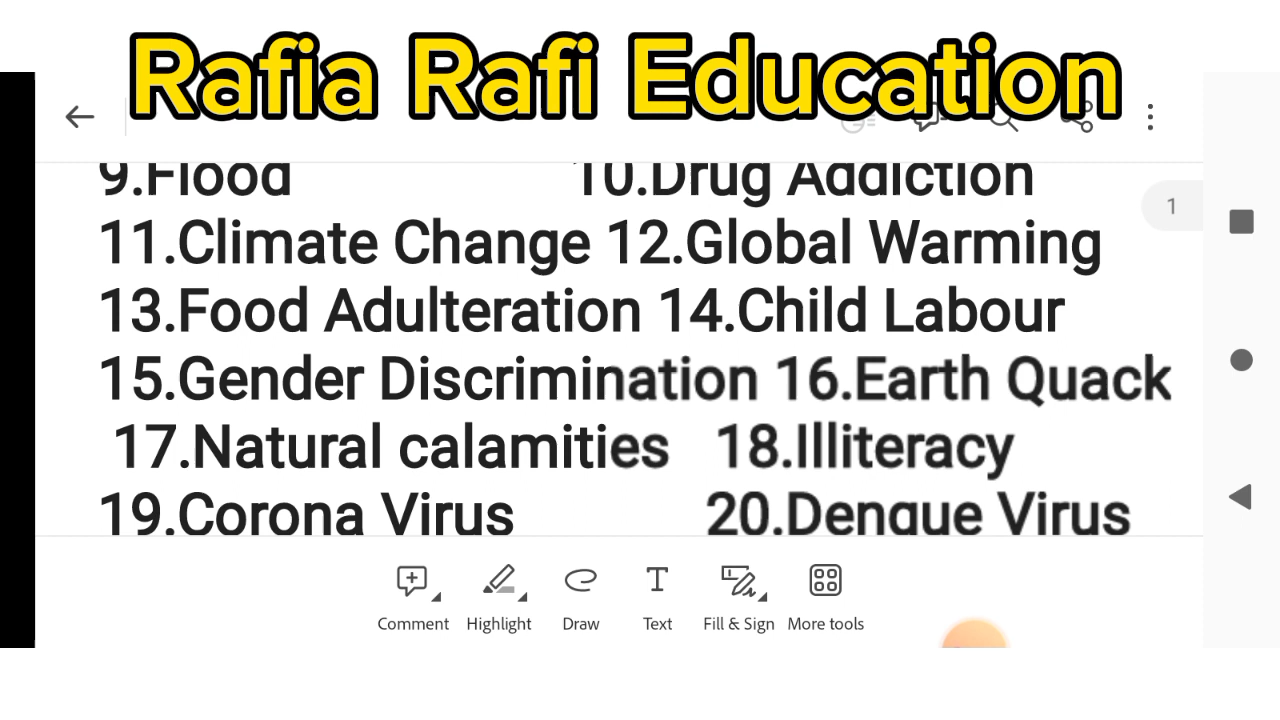 Rafia Rafi Education
9.Flood 10.Drug Addiction
1
11.Climate Change 12.Global Warming
13.Food Adulteration 14.Child Labour
15.Gender Discrimination 16.Earth Quack
17.Natural calamities 18.Illiteracy
19.Corona Virus 20.Dengue Virus
Comment Highlight Draw Text Fill & Sign More tools